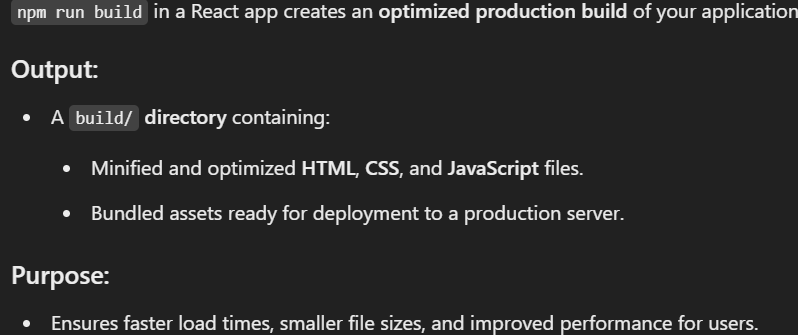 npm run build in a React app creates an optimized production build of your application
Output:
• A build/ directory containing:
• Minified and optimized HTML, CSS, and JavaScript files.
• Bundled assets ready for deployment to a production server.
Purpose:
• Ensures faster load times, smaller file sizes, and improved performance for users.